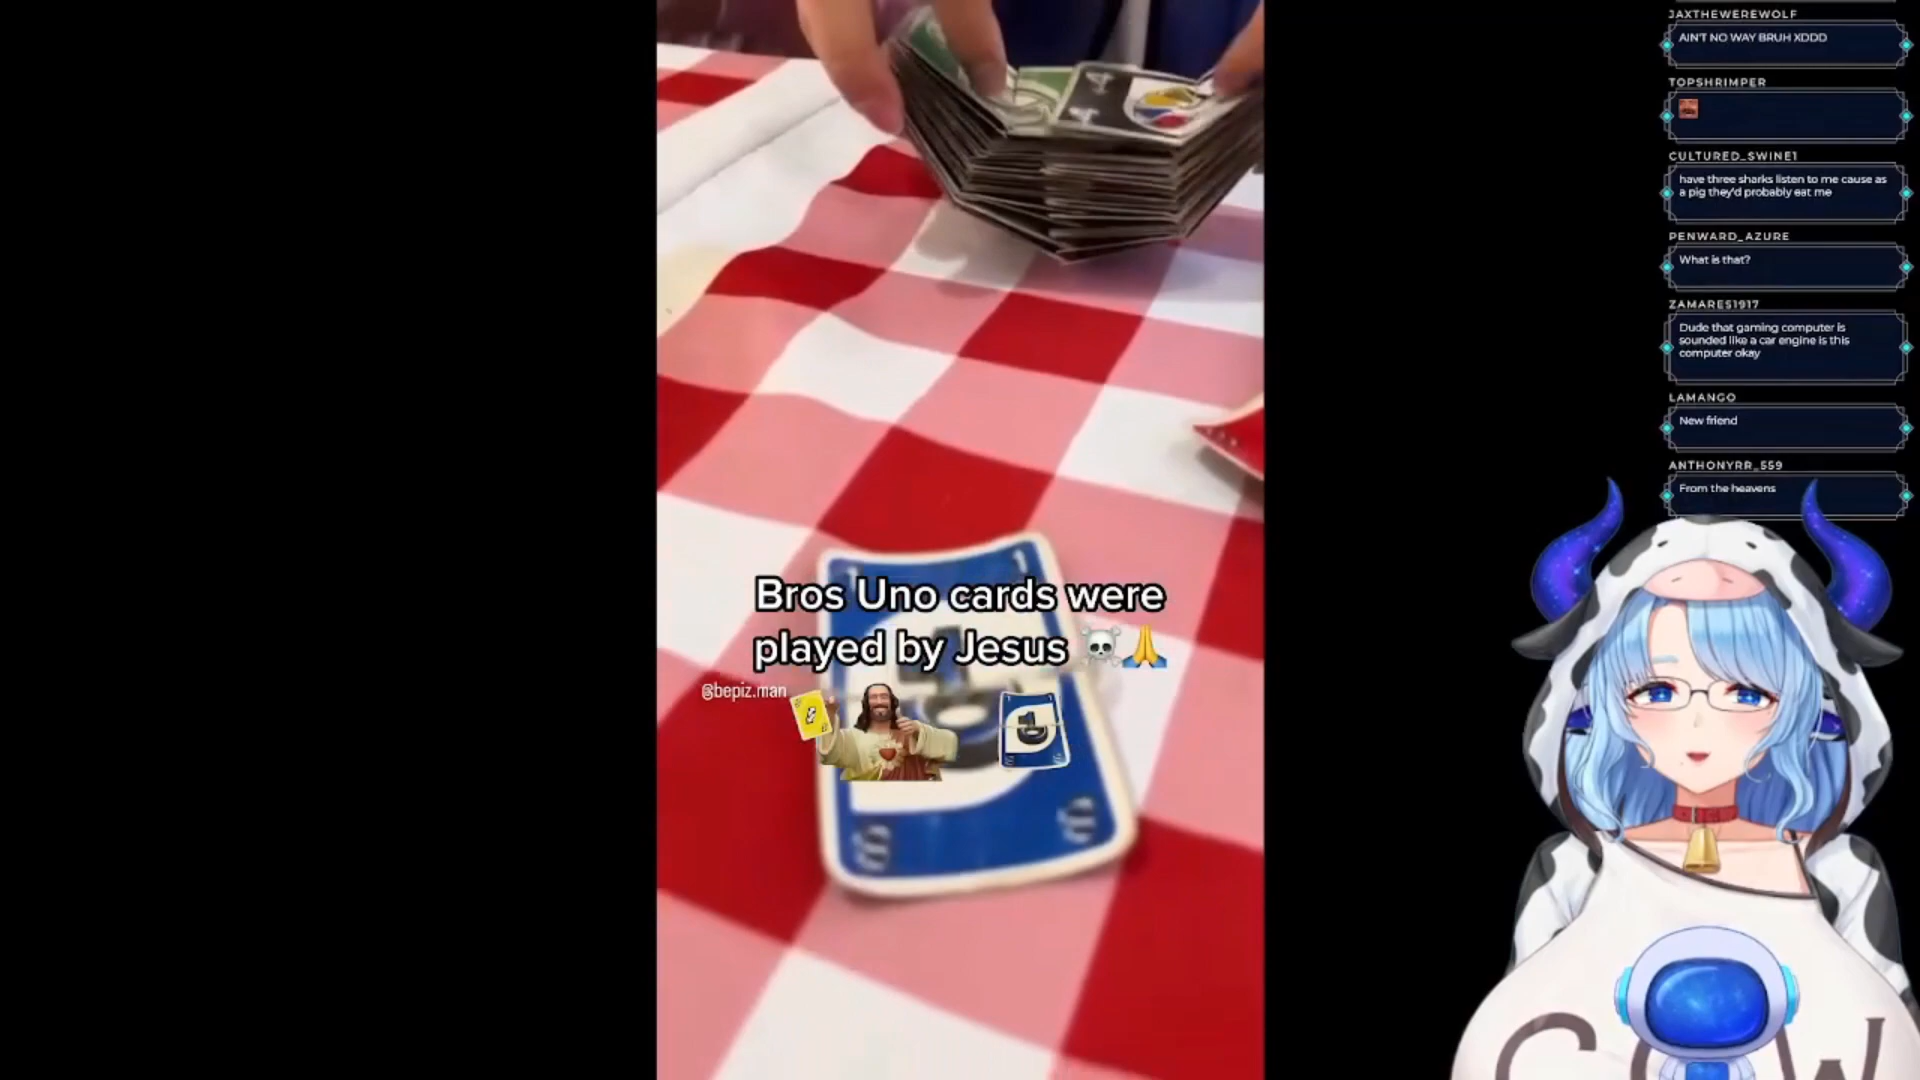 Bros Uno cards were
played by Jesus ☠️🙏
@bepiz.man
JAXTHEWEREWOLF
AIN'T NO WAY BRUH XDDD
TOPSHRIMPER
CULTURED_SWINE1
have three sharks listen to me cause as
a pig they'd probably eat me
PENWARD_AZURE
What is that?
ZAMARES1917
Dude that gaming computer is
sounded like a car engine is this
computer okay
LAMANGO
New friend
ANTHONYRR_559
From the heavens